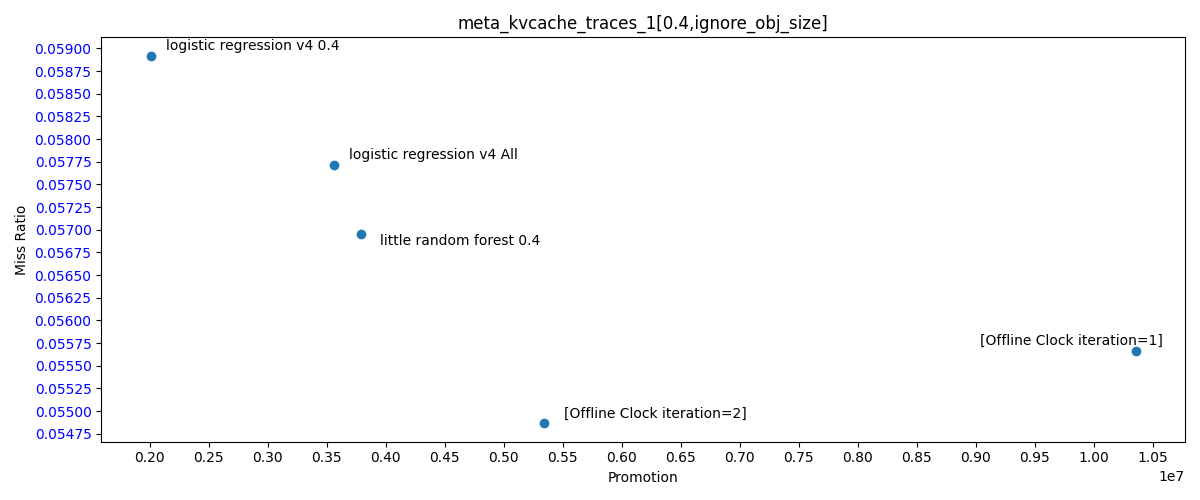 meta_kvcache_traces_1[0.4,ignore_obj_size]
0.05900
logistic regression v4 0.4
0.05875
0.05850
0.05825
0.05800
0.05775
logistic regression v4 All
0.05750
0.05725
0.05700
little random forest 0.4
0.05675
0.05650
0.05625
0.05600
0.05575
[Offline Clock iteration=1]
0.05550
0.05525
0.05500
[Offline Clock iteration=2]
0.05475
Miss Ratio
0.20 0.25 0.30 0.35 0.40 0.45 0.50 0.55 0.60 0.65 0.70 0.75 0.80 0.85 0.90 0.95 1.00 1.05
1e7
Promotion